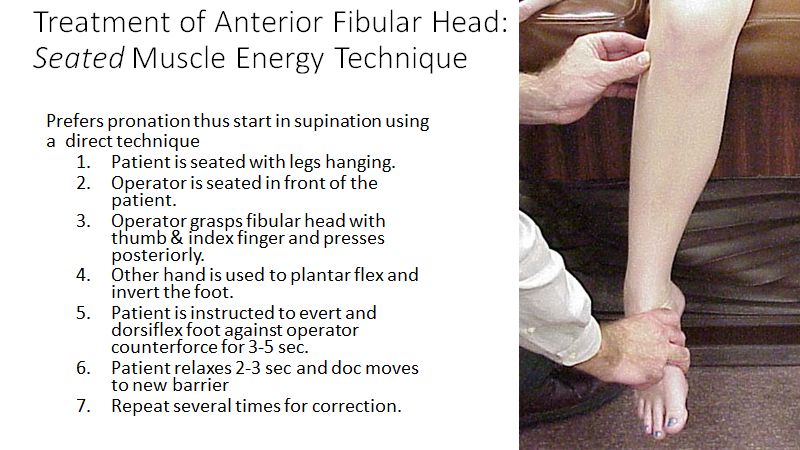 Treatment of Anterior Fibular Head:
Seated Muscle Energy Technique
Prefers pronation thus start in supination using
a  direct technique
1. Patient is seated with legs hanging.
2. Operator is seated in front of the
patient.
3. Operator grasps fibular head with
thumb & index finger and presses
posteriorly.
4. Other hand is used to plantar flex and
invert the foot.
5. Patient is instructed to evert and
dorsiflex foot against operator
counterforce for 3-5 sec.
6. Patient relaxes 2-3 sec and doc moves
to new barrier
7. Repeat several times for correction.